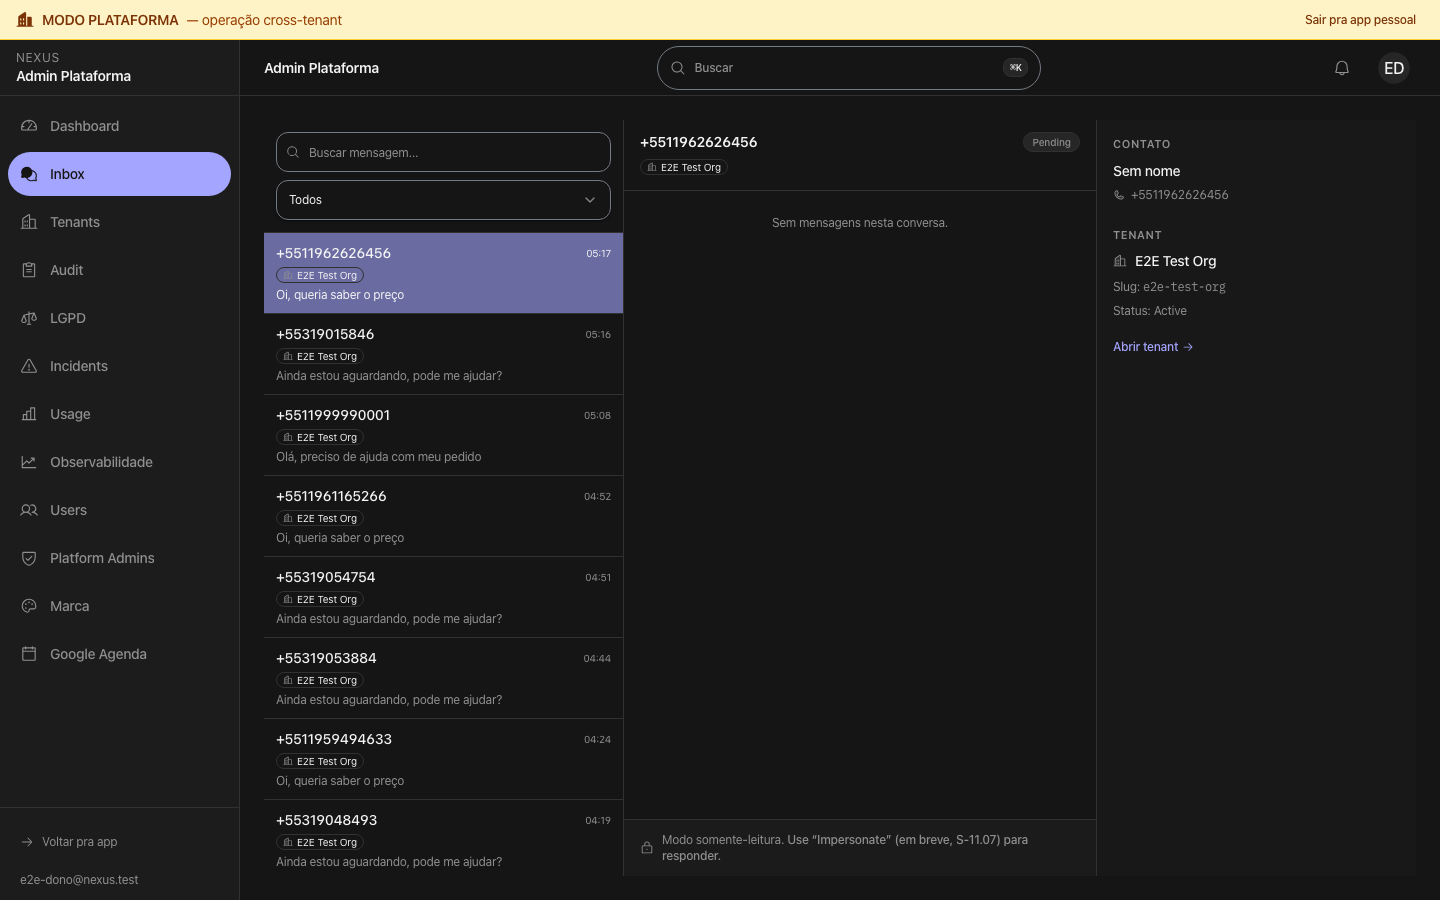 MODO PLATAFORMA — operação cross-tenant
Sair pra app pessoal
NEXUS
Admin Plataforma
Dashboard
Inbox
Tenants
Audit
LGPD
Incidents
Usage
Observabilidade
Users
Platform Admins
Marca
Google Agenda
Voltar pra app
e2e-dono@nexus.test
Admin Plataforma
Buscar
⌘K
ED
Buscar mensagem...
Todos
+5511962626456 05:17
E2E Test Org
Oi, queria saber o preço
+55319015846 05:16
E2E Test Org
Ainda estou aguardando, pode me ajudar?
+5511999990001 05:08
E2E Test Org
Olá, preciso de ajuda com meu pedido
+5511961165266 04:52
E2E Test Org
Oi, queria saber o preço
+55319054754 04:51
E2E Test Org
Ainda estou aguardando, pode me ajudar?
+55319053884 04:44
E2E Test Org
Ainda estou aguardando, pode me ajudar?
+5511959494633 04:24
E2E Test Org
Oi, queria saber o preço
+55319048493 04:19
E2E Test Org
Ainda estou aguardando, pode me ajudar?
+5511962626456
Pending
E2E Test Org
Sem mensagens nesta conversa.
Modo somente-leitura. Use “Impersonate” (em breve, S-11.07) para
responder.
CONTATO
Sem nome
+5511962626456
TENANT
E2E Test Org
Slug: e2e-test-org
Status: Active
Abrir tenant →